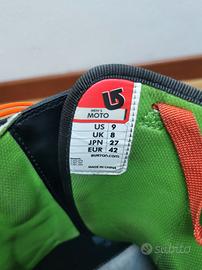 MEN'S
MOTO
US 9
UK 8
JPN 27
EUR 42
BURTON.COM
MADE IN CHINA
subito